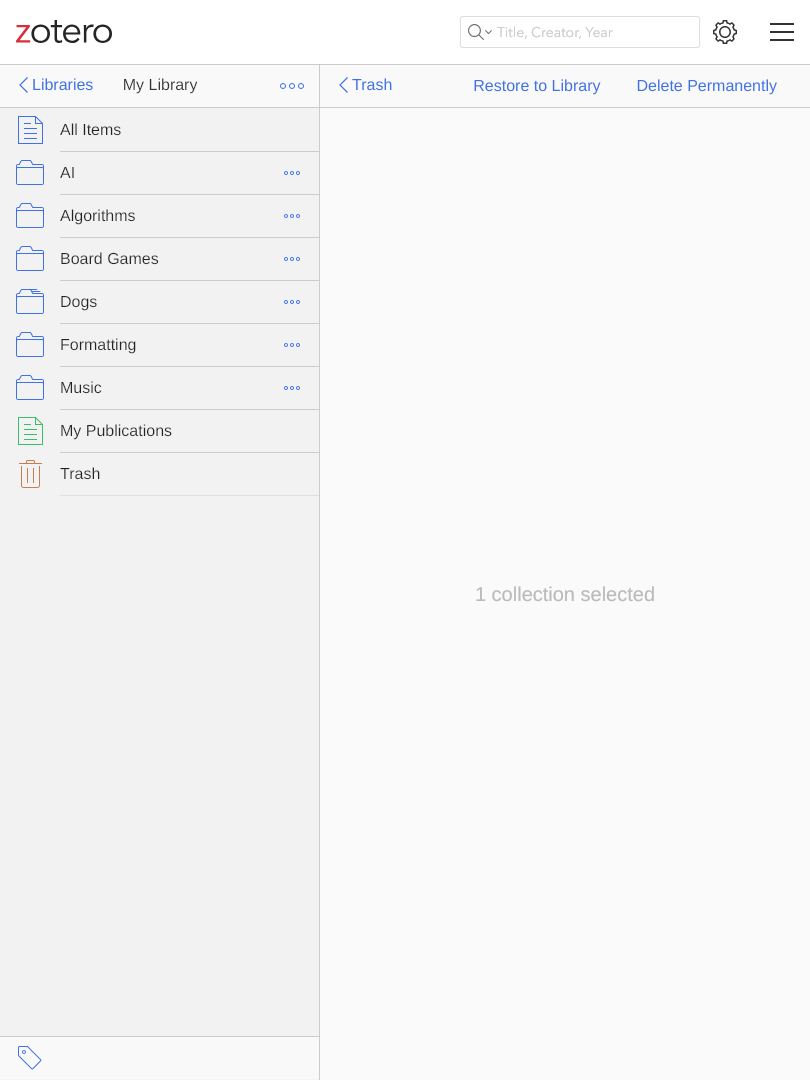 zotero
Title, Creator, Year
Libraries
My Library
Trash
Restore to Library
Delete Permanently
All Items
AI
Algorithms
Board Games
Dogs
Formatting
Music
My Publications
Trash
1 collection selected